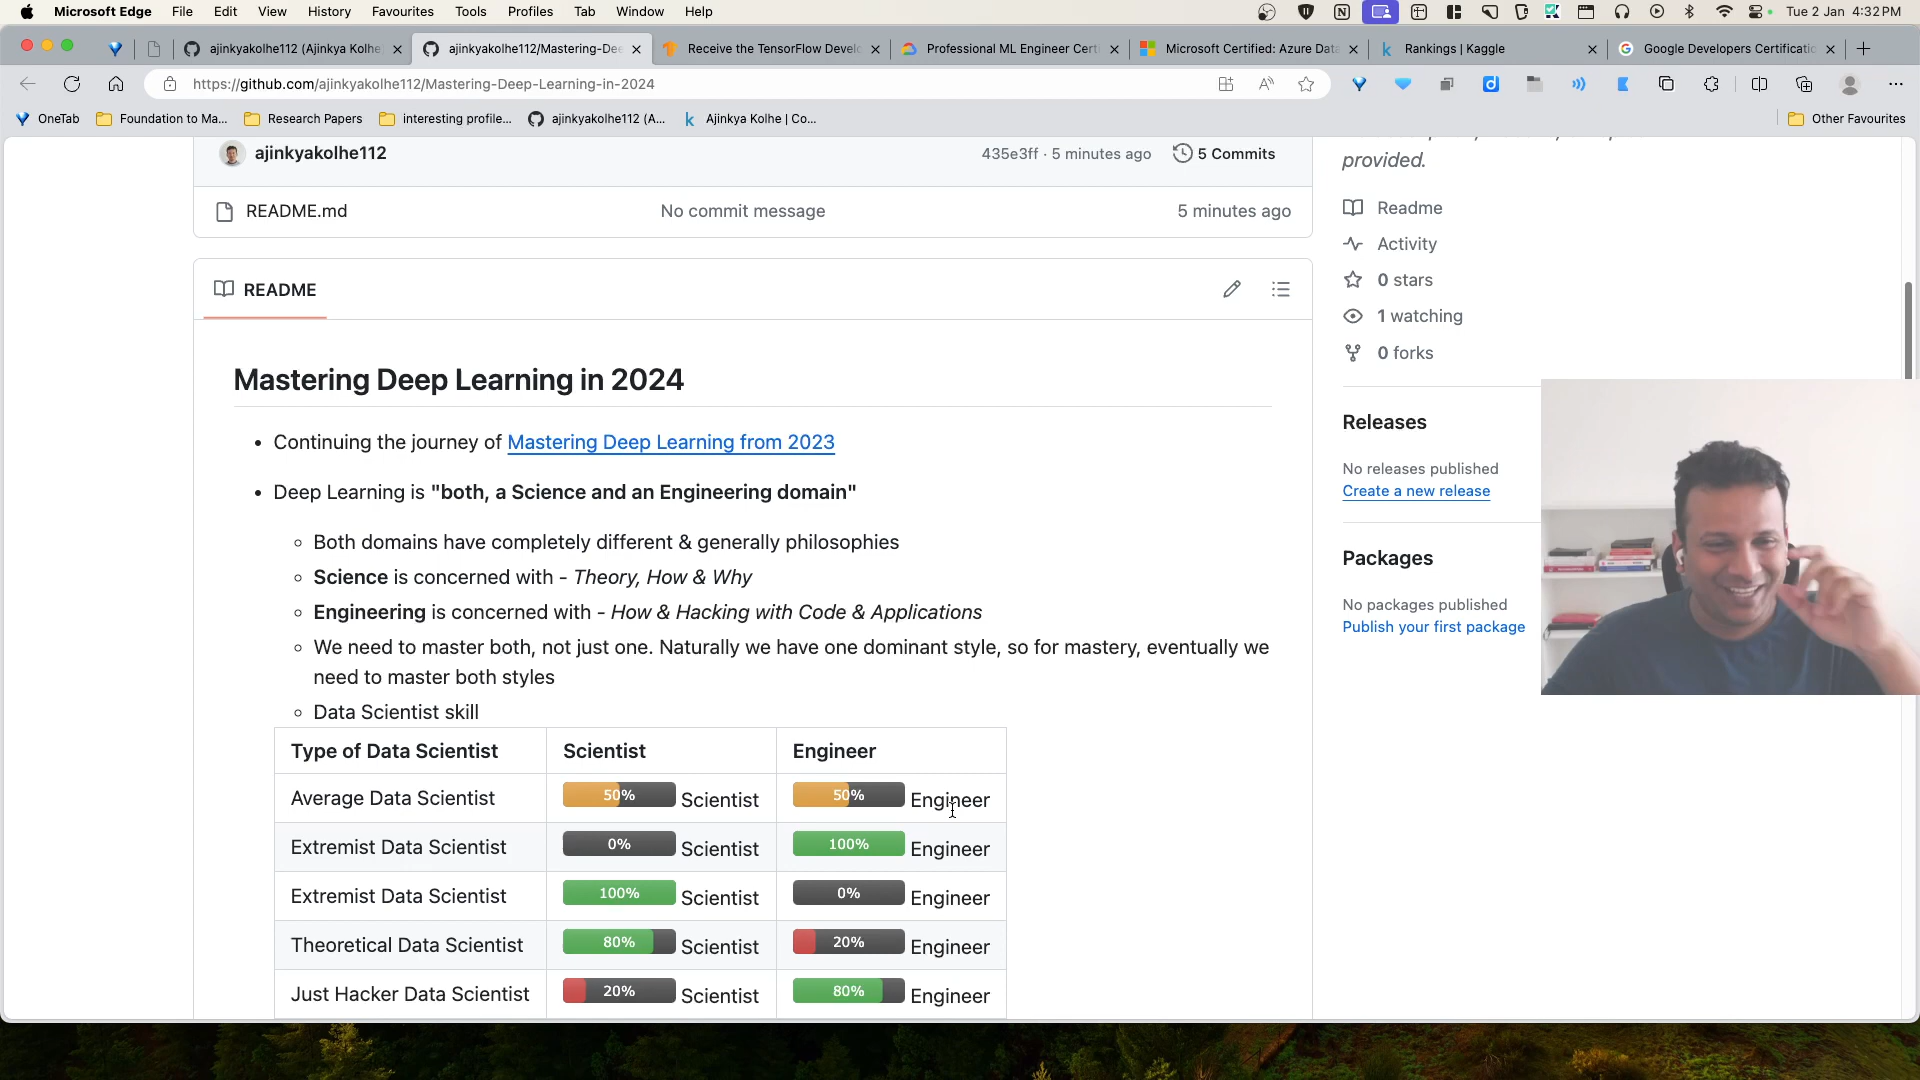 Microsoft Edge File Edit View History Favourites Tools Profiles Tab Window Help Tue 2 Jan 4:32 PM
ajinkyakolhe112 (Ajinkya Kolhe ajinkyakolhe112/Mastering-Dee Receive the TensorFlow Develo Professional ML Engineer Certi Microsoft Certified: Azure Data Rankings | Kaggle Google Developers Certificatio
https://github.com/ajinkyakolhe112/Mastering-Deep-Learning-in-2024
OneTab Foundation to Ma... Research Papers interesting profile... ajinkyakolhe112 (A... Ajinkya Kolhe | Co... Other Favourites
ajinkyakolhe112 435e3ff · 5 minutes ago 5 Commits
README.md No commit message 5 minutes ago
README
Mastering Deep Learning in 2024
• Continuing the journey of Mastering Deep Learning from 2023
• Deep Learning is "both, a Science and an Engineering domain"
Both domains have completely different & generally philosophies
Science is concerned with - Theory, How & Why
Engineering is concerned with - How & Hacking with Code & Applications
We need to master both, not just one. Naturally we have one dominant style, so for mastery, eventually we
need to master both styles
Data Scientist skill
Type of Data Scientist Scientist Engineer
Average Data Scientist 50% Scientist 50% Engineer
Extremist Data Scientist 0% Scientist 100% Engineer
Extremist Data Scientist 100% Scientist 0% Engineer
Theoretical Data Scientist 80% Scientist 20% Engineer
Just Hacker Data Scientist 20% Scientist 80% Engineer
provided.
Readme
Activity
0 stars
1 watching
0 forks
Releases
No releases published
Create a new release
Packages
No packages published
Publish your first package